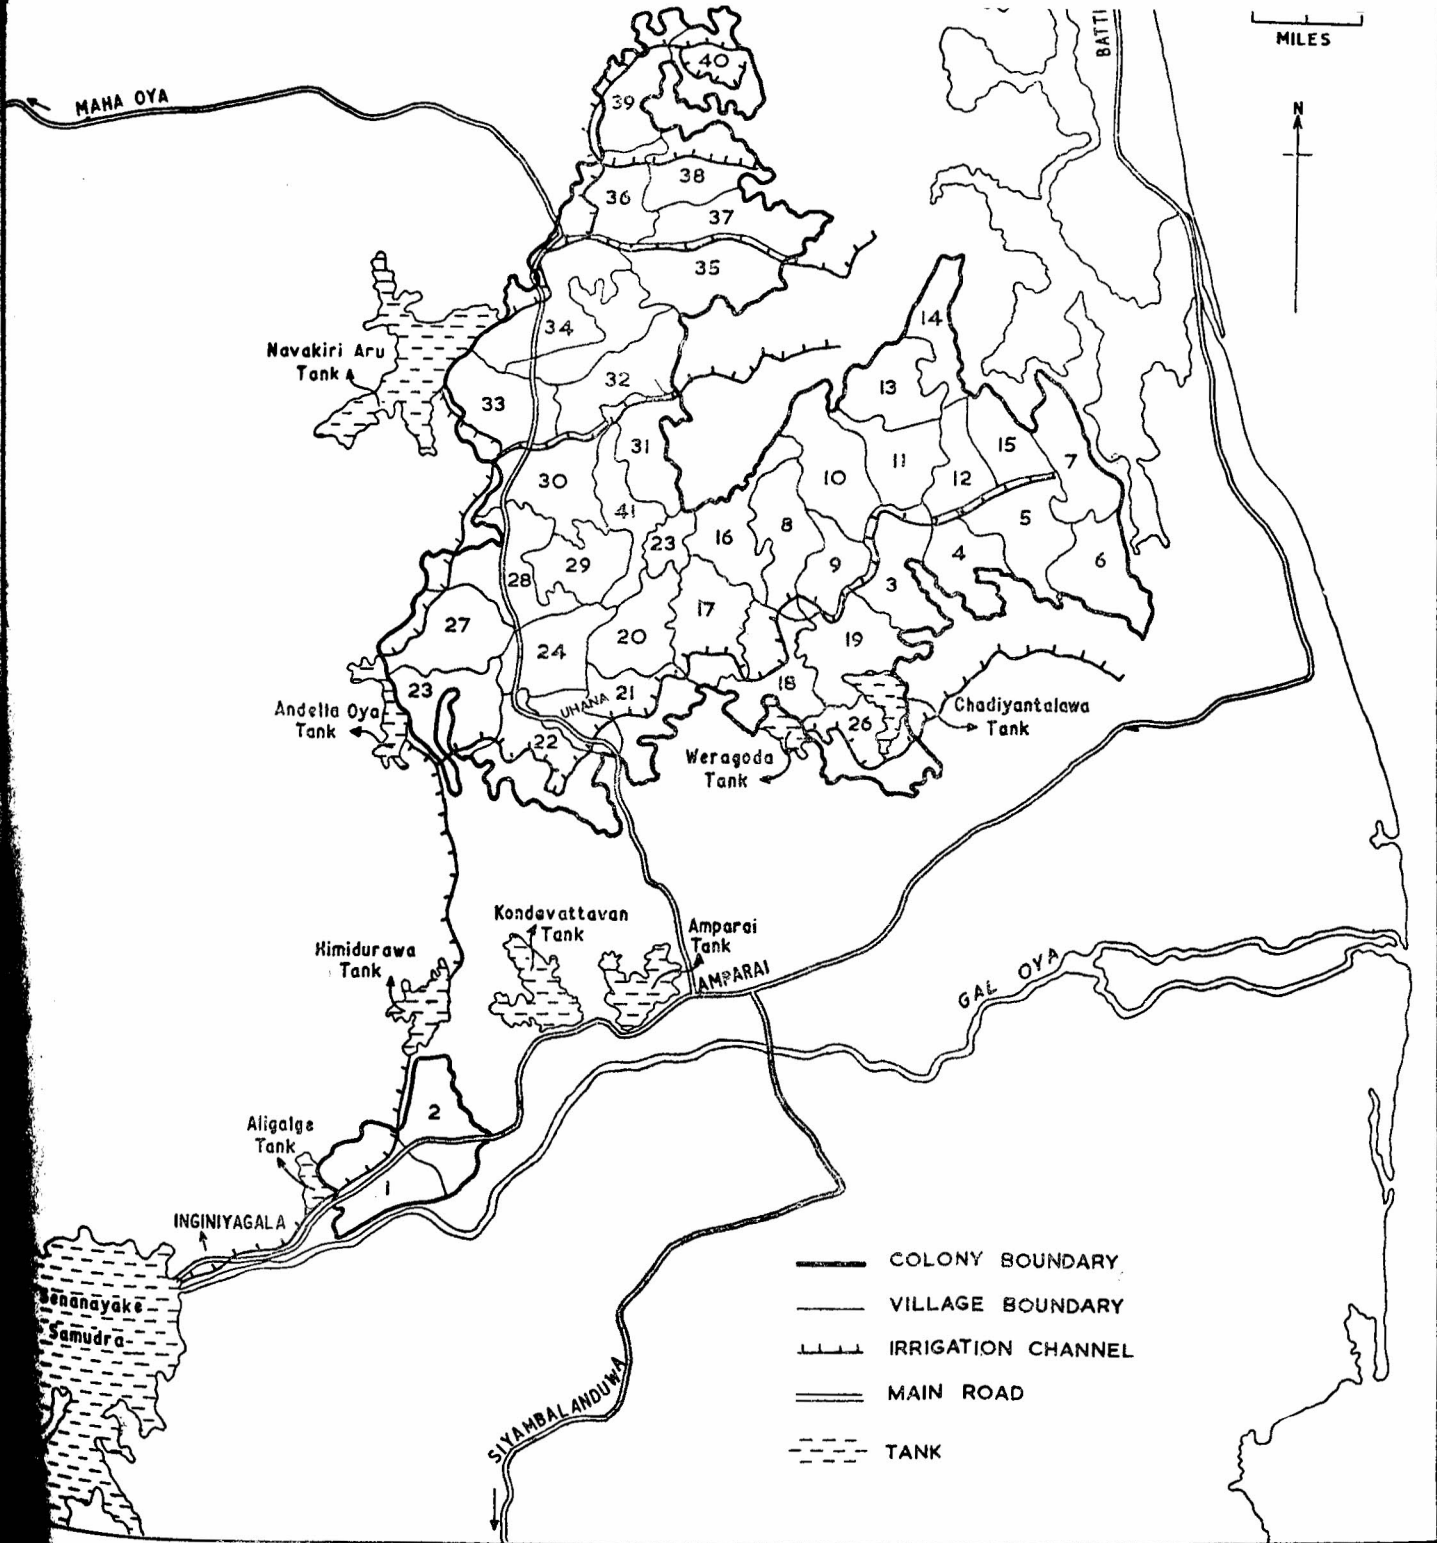 BATTI
MILES
N
MAHA OYA
40
39
38
36
37
35
34
14
Navakiri Aru
Tank
13
32
33
31
15
7
11
10
12
30
41
5
16
8
23
29
9
4
6
28
3
17
27
20
19
24
23
21
18
UHANA
Andella Oya
Tank
26
Chadiyantalawa
Tank
22
Weragoda
Tank
Kondavattavan
Tank
Amparai
Tank
Himidurawa
Tank
AMPARAI
GAL OYA
2
Aligalge
Tank
1
INGINIYAGALA
Senanayake
Samudra
SIYAMBALANDUWA
COLONY BOUNDARY
VILLAGE BOUNDARY
IRRIGATION CHANNEL
MAIN ROAD
TANK